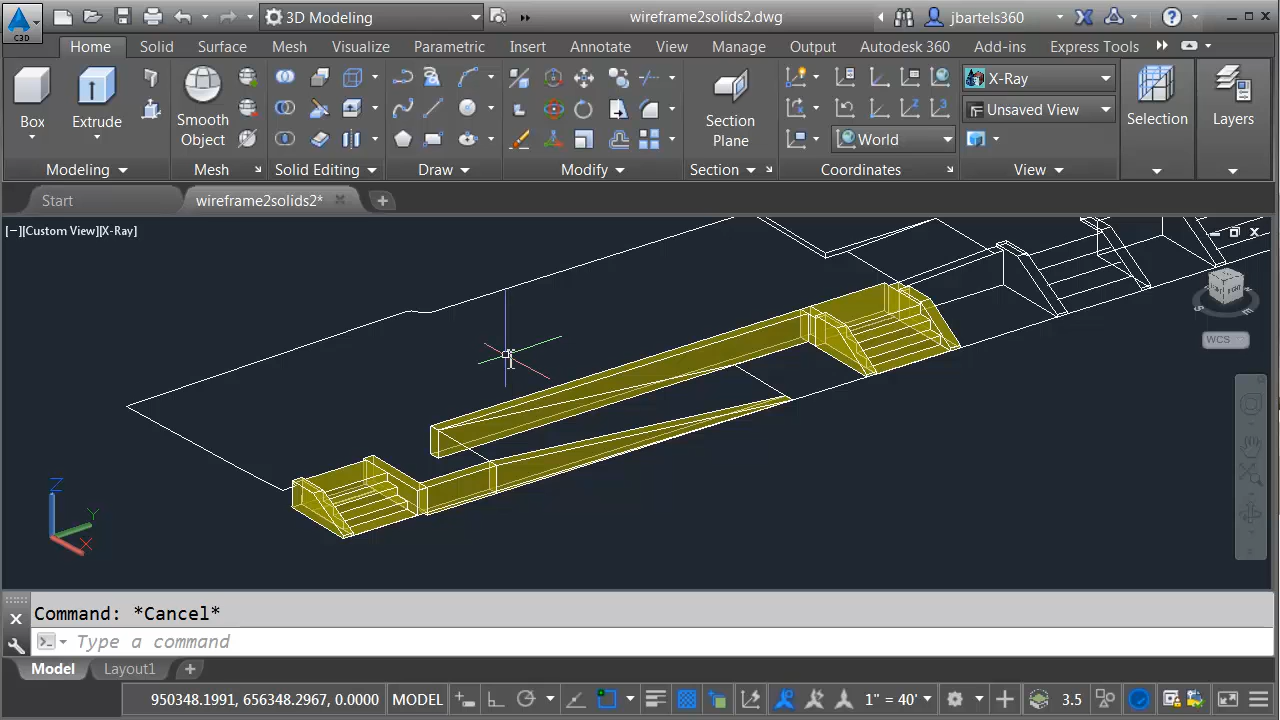 3D Modeling
wireframe2solids2.dwg
jbartels360
C3D
Home Solid Surface Mesh Visualize Parametric Insert Annotate View Manage Output Autodesk 360 Add-ins Express Tools
Box
Extrude
Smooth
Object
Section
Plane
World
X-Ray
Unsaved View
Selection
Layers
Modeling Mesh Solid Editing Draw Modify Section Coordinates View
Start wireframe2solids2*
[−][Custom View][X-Ray]
RIGHT
S
E
WCS
Z
Y
X
Command: *Cancel*
Type a command
Model Layout1
950348.1991, 656348.2967, 0.0000 MODEL 1" = 40' 3.5